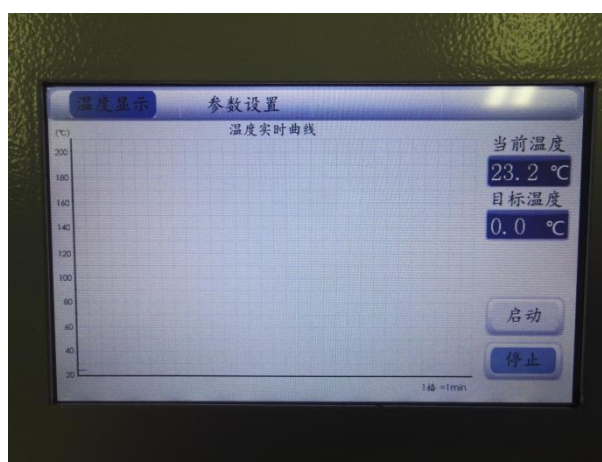 温度显示 参数设置
温度实时曲线
(℃)
200
180
160
140
120
100
80
60
40
20
1格 =1min
当前温度
23.2 ℃
目标温度
0.0 ℃
启动
停止